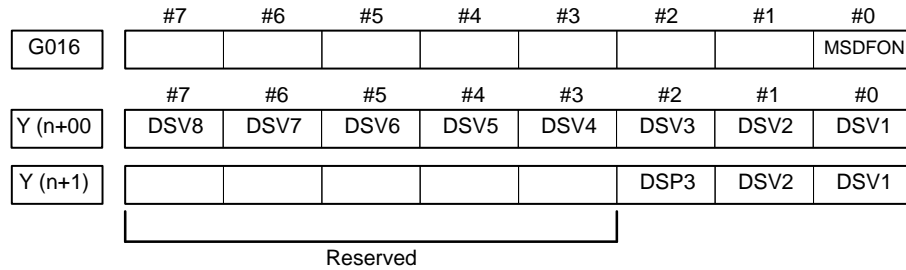 #7 #6 #5 #4 #3 #2 #1 #0
G016 MSDFON
#7 #6 #5 #4 #3 #2 #1 #0
Y (n+00 DSV8 DSV7 DSV6 DSV5 DSV4 DSV3 DSV2 DSV1
Y (n+1) DSP3 DSV2 DSV1
Reserved